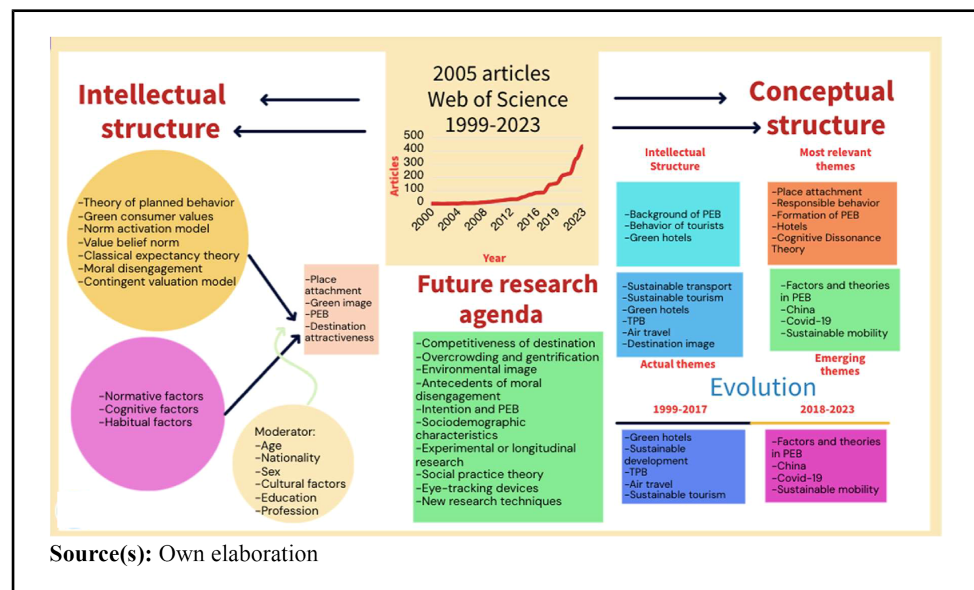 2005 articles
Web of Science
1999-2023
500
400
300
200
100
0
Articles
2000
2004
2008
2012
2016
2019
2023
Year
Intellectual
structure
-Theory of planned behavior
-Green consumer values
-Norm activation model
-Value belief norm
-Classical expectancy theory
-Moral disengagement
-Contingent valuation model
-Normative factors
-Cognitive factors
-Habitual factors
-Place
attachment
-Green image
-PEB
-Destination
attractiveness
Moderator:
-Age
-Nationality
-Sex
-Cultural factors
-Education
-Profession
Future research
agenda
-Competitiveness of destination
-Overcrowding and gentrification
-Environmental image
-Antecedents of moral
disengagement
-Intention and PEB
-Sociodemographic
characteristics
-Experimental or longitudinal
research
-Social practice theory
-Eye-tracking devices
-New research techniques
Conceptual
structure
Intellectual
Structure
-Background of PEB
-Behavior of tourists
-Green hotels
Most relevant
themes
-Place attachment
-Responsible behavior
-Formation of PEB
-Hotels
-Cognitive Dissonance
Theory
-Sustainable transport
-Sustainable tourism
-Green hotels
-TPB
-Air travel
-Destination image
Actual themes
-Factors and theories
in PEB
-China
-Covid-19
-Sustainable mobility
Emerging
themes
Evolution
1999-2017
2018-2023
-Green hotels
-Sustainable
development
-TPB
-Air travel
-Sustainable tourism
-Factors and theories
in PEB
-China
-Covid-19
-Sustainable mobility
Source(s): Own elaboration